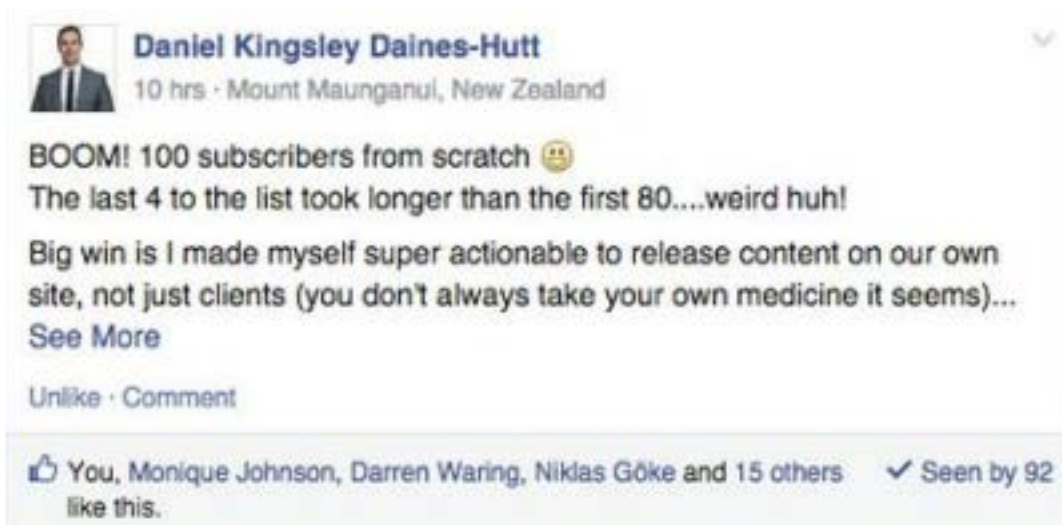 Daniel Kingsley Daines-Hutt
10 hrs · Mount Maunganui, New Zealand
BOOM! 100 subscribers from scratch
The last 4 to the list took longer than the first 80....weird huh!
Big win is I made myself super actionable to release content on our own
site, not just clients (you don't always take your own medicine it seems)...
See More
Unlike · Comment
You, Monique Johnson, Darren Waring, Niklas Göke and 15 others
like this.
Seen by 92